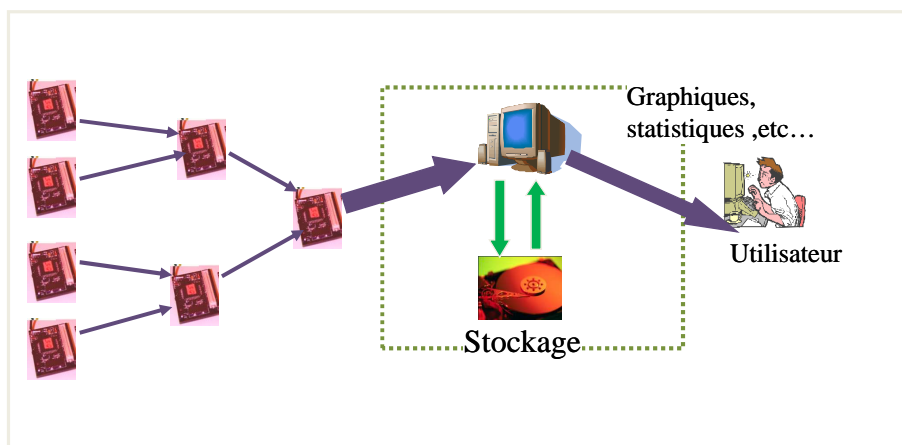 Graphiques,
statistiques ,etc…
Utilisateur
Stockage